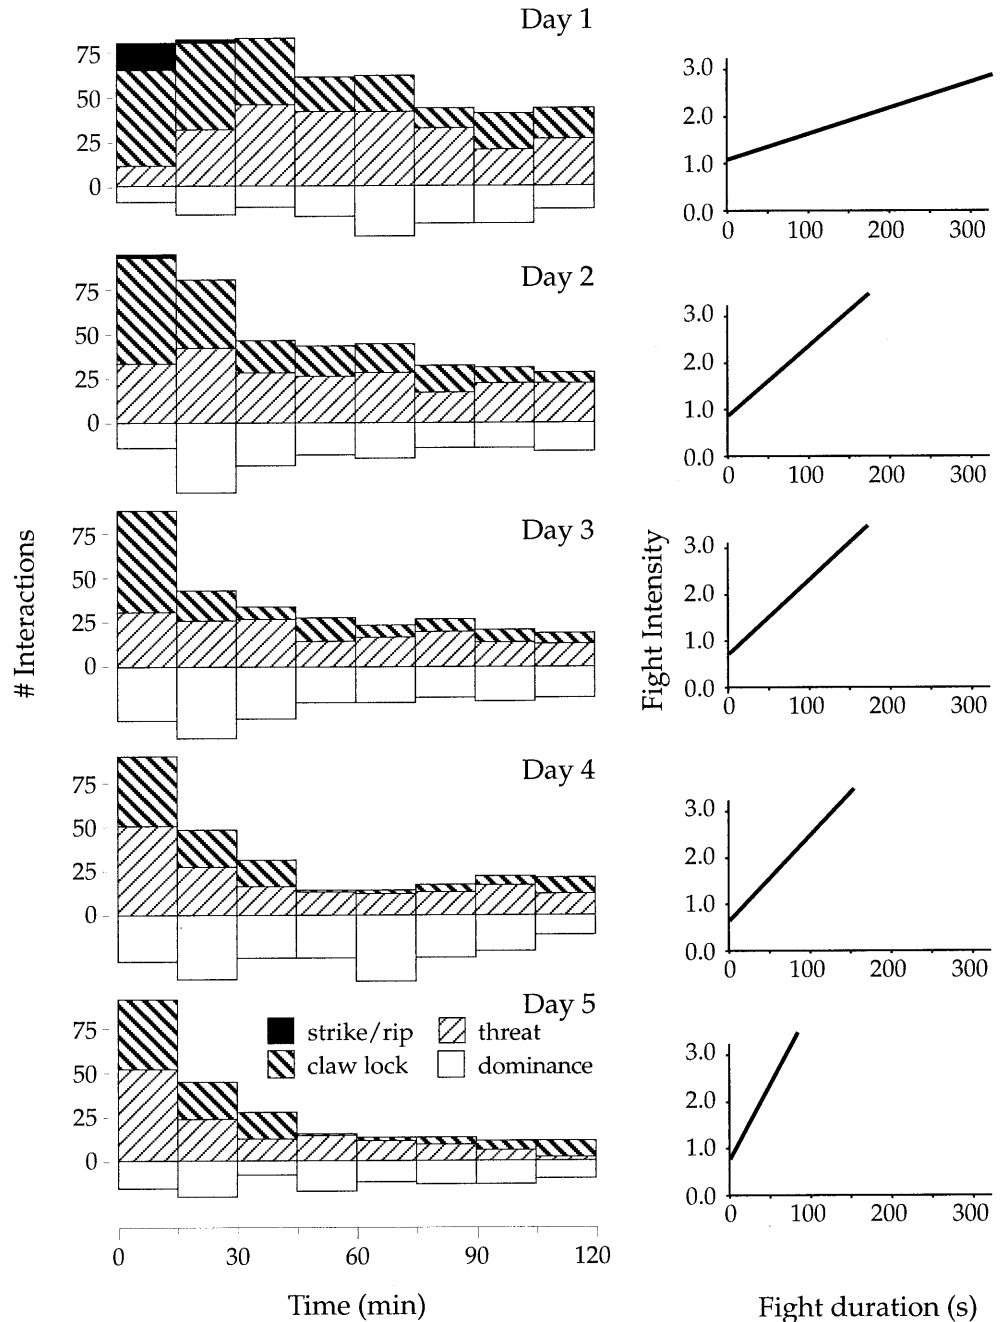 Day 1
75
50
25
0
3.0
2.0
1.0
0.0
0 100 200 300
Day 2
75
50
25
0
3.0
2.0
1.0
0.0
0 100 200 300
# Interactions
Day 3
75
50
25
0
Fight Intensity
3.0
2.0
1.0
0.0
0 100 200 300
Day 4
75
50
25
0
3.0
2.0
1.0
0.0
0 100 200 300
Day 5
strike/rip threat
claw lock dominance
75
50
25
0
3.0
2.0
1.0
0.0
0 100 200 300
0 30 60 90 120
Time (min)
Fight duration (s)